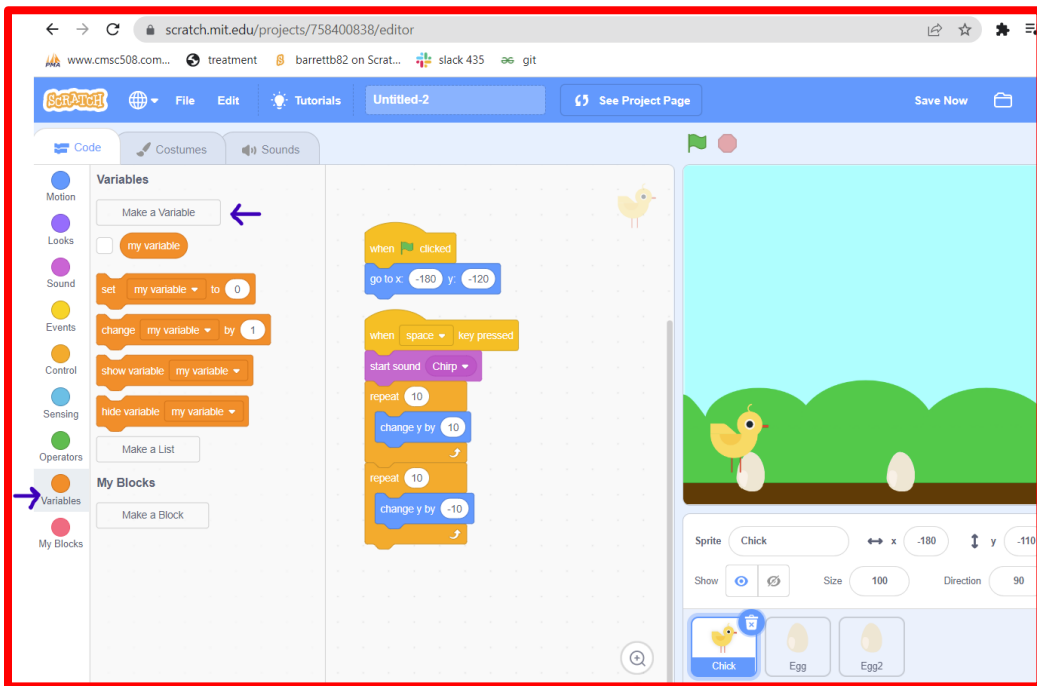 scratch.mit.edu/projects/758400838/editor
PMA www.cmsc508.com... treatment barrettb82 on Scrat... slack 435 git
SCRATCH File Edit Tutorials Untitled-2 See Project Page Save Now
Code Costumes Sounds
Motion
Looks
Sound
Events
Control
Sensing
Operators
Variables
My Blocks
Variables
Make a Variable
my variable
set my variable to 0
change my variable by 1
show variable my variable
hide variable my variable
Make a List
My Blocks
Make a Block
when clicked
go to x: -180 y: -120
when space key pressed
start sound Chirp
repeat 10
change y by 10
repeat 10
change y by -10
Sprite Chick x -180 y -110
Show Size 100 Direction 90
Chick Egg Egg2